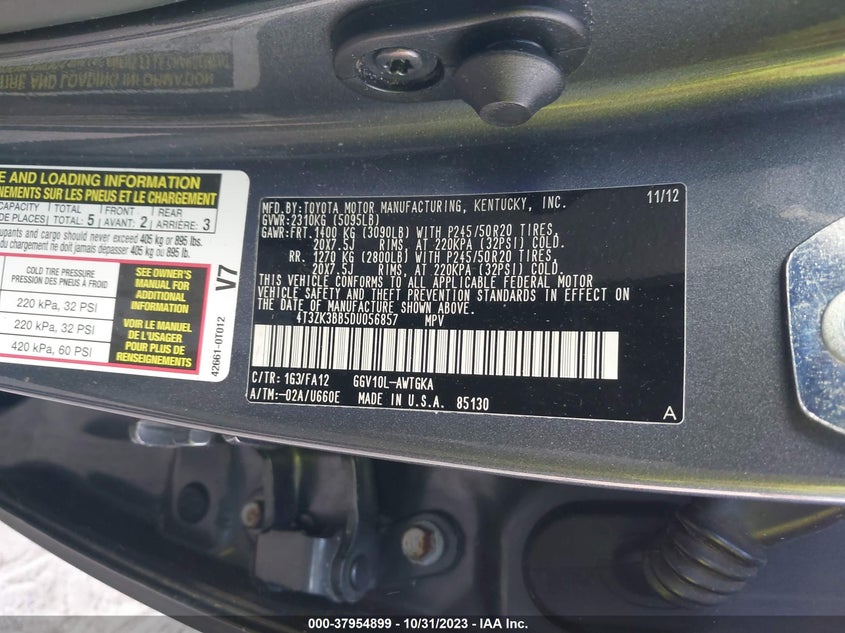 TIRE AND LOADING INFORMATION
E AND LOADING INFORMATION
NEMENTS SUR LES PNEUS ET LE CHARGEMENT
CAPACITY TOTAL FRONT REAR
DE PLACES TOTAL: 5 AVANT: 2 ARRIÈRE: 3
upants and cargo should never exceed 405 kg or 895 lbs.
du chargement ne doit jamais dépasser 405 kg ou 895 lb.
COLD TIRE PRESSURE
PRESSION DES PNEUS À FROID
220 kPa, 32 PSI
220 kPa, 32 PSI
420 kPa, 60 PSI
SEE OWNER'S
MANUAL FOR
ADDITIONAL
INFORMATION
VOIR LE MANUEL
DE L'USAGER
POUR PLUS DE
RENSEIGNEMENTS
V7
42661-0T012
MFD.BY:TOYOTA MOTOR MANUFACTURING, KENTUCKY, INC. 11/12
GVWR:2310KG (5095LB)
GAWR:FRT.1400 KG (3090LB) WITH P245/50R20 TIRES,
20X7.5J RIMS, AT 220KPA (32PSI) COLD.
RR. 1270 KG (2800LB) WITH P245/50R20 TIRES,
20X7.5J RIMS, AT 220KPA (32PSI) COLD.
THIS VEHICLE CONFORMS TO ALL APPLICABLE FEDERAL MOTOR
VEHICLE SAFETY AND THEFT PREVENTION STANDARDS IN EFFECT ON
THE DATE OF MANUFACTURE SHOWN ABOVE.
4T3ZK3BB5DU056857 MPV
C/TR: 1G3/FA12 GGV10L-AWTGKA
A/TM:-02A/U660E MADE IN U.S.A. 85130
A
000-37954899 - 10/31/2023 - IAA Inc.